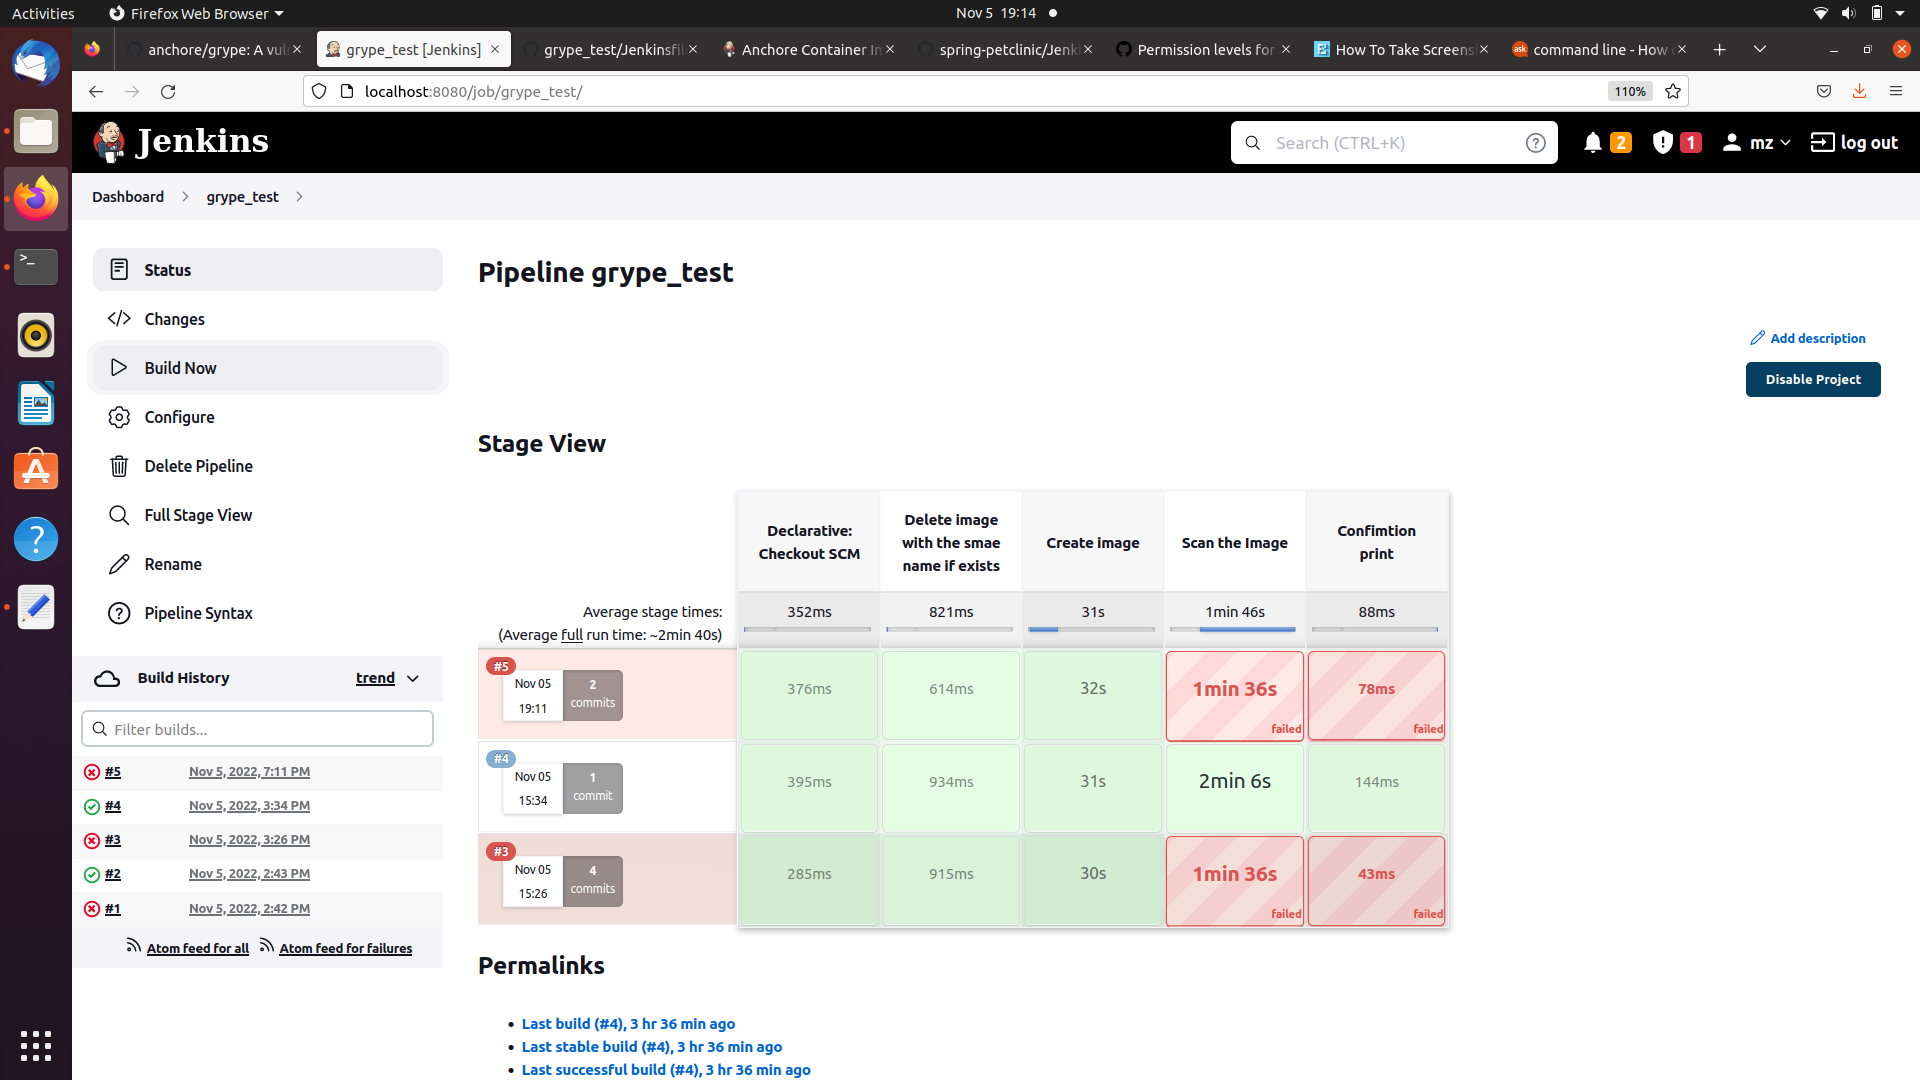 Activities
Firefox Web Browser
Nov 5 19:14
anchore/grype: A vul
grype_test [Jenkins]
grype_test/Jenkinsfil
Anchore Container Im
spring-petclinic/Jenki
Permission levels for
How To Take Screens
ask
command line - How
localhost:8080/job/grype_test/
110%
Jenkins
Search (CTRL+K)
2
1
mz
log out
Dashboard
grype_test
Status
Changes
Build Now
Configure
Delete Pipeline
Full Stage View
Rename
Pipeline Syntax
Build History
trend
Filter builds...
#5 Nov 5, 2022, 7:11 PM
#4 Nov 5, 2022, 3:34 PM
#3 Nov 5, 2022, 3:26 PM
#2 Nov 5, 2022, 2:43 PM
#1 Nov 5, 2022, 2:42 PM
Atom feed for all Atom feed for failures
Pipeline grype_test
Add description
Disable Project
Stage View
Declarative:
Checkout SCM
Delete image
with the smae
name if exists
Create image
Scan the Image
Confimtion
print
Average stage times:
(Average full run time: ~2min 40s)
352ms
821ms
31s
1min 46s
88ms
#5
Nov 05
19:11
2
commits
376ms
614ms
32s
1min 36s
failed
78ms
failed
#4
Nov 05
15:34
1
commit
395ms
934ms
31s
2min 6s
144ms
#3
Nov 05
15:26
4
commits
285ms
915ms
30s
1min 36s
failed
43ms
failed
Permalinks
Last build (#4), 3 hr 36 min ago
Last stable build (#4), 3 hr 36 min ago
Last successful build (#4), 3 hr 36 min ago